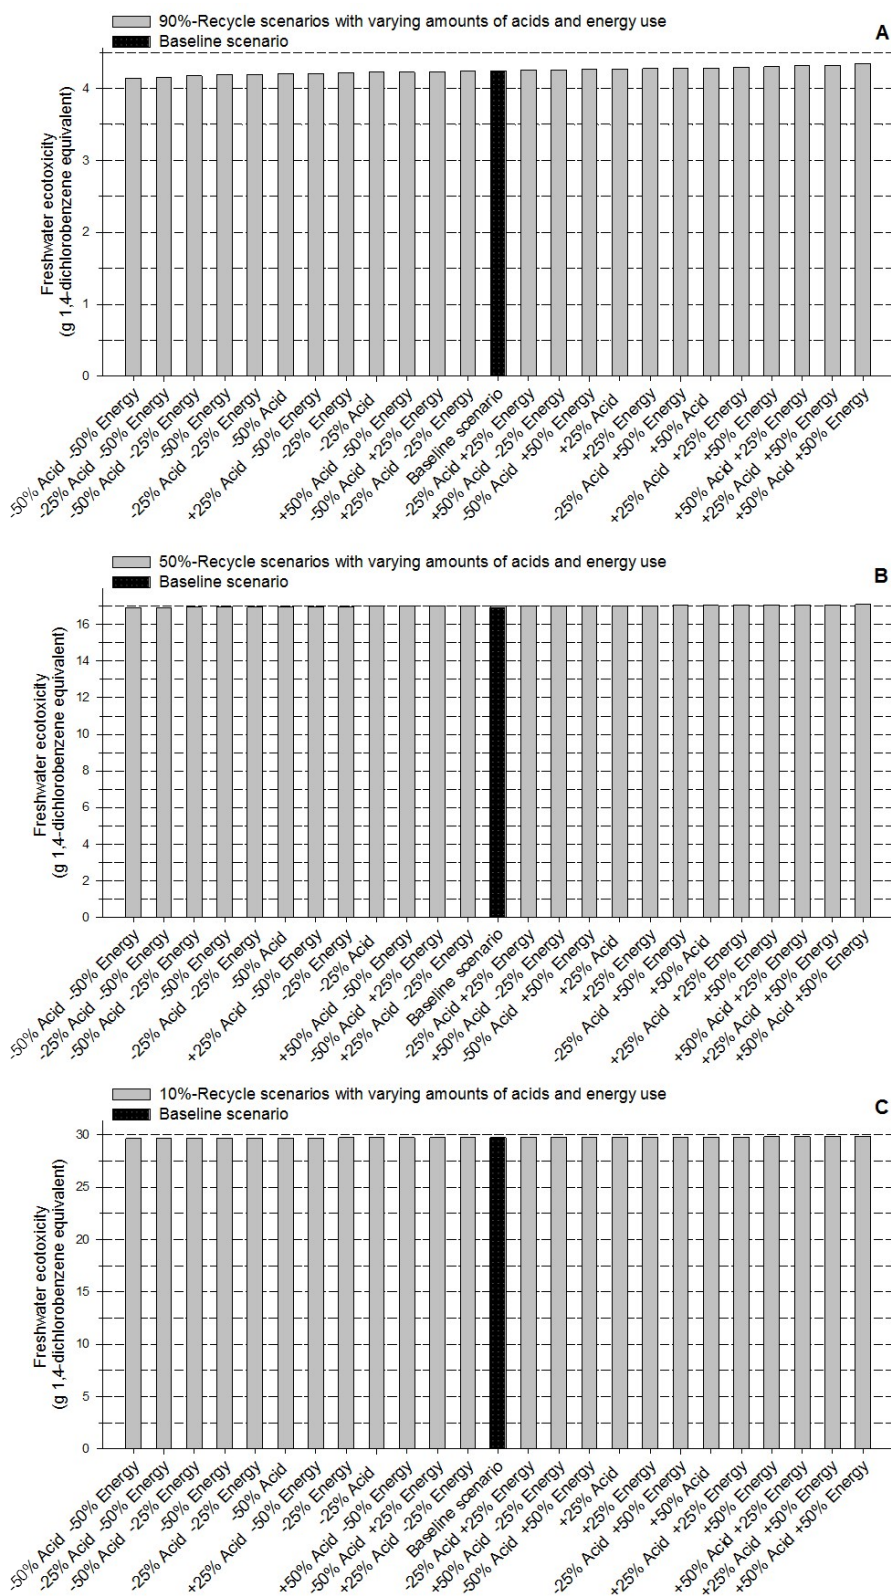 90%-Recycle scenarios with varying amounts of acids and energy use
Baseline scenario
A
Freshwater ecotoxicity
(g 1,4-dichlorobenzene equivalent)
4
3
2
1
0
-50% Acid -50% Energy
-25% Acid -50% Energy
-50% Acid -25% Energy
-50% Energy
-25% Acid -25% Energy
-50% Acid
+25% Acid -50% Energy
-25% Energy
-25% Acid
+50% Acid -50% Energy
-50% Acid +25% Energy
+25% Acid -25% Energy
Baseline scenario
-25% Acid +25% Energy
+50% Acid -25% Energy
-50% Acid +50% Energy
+25% Acid
+25% Energy
-25% Acid +50% Energy
+50% Acid
+25% Acid +25% Energy
+50% Energy
+50% Acid +25% Energy
+25% Acid +50% Energy
+50% Acid +50% Energy
50%-Recycle scenarios with varying amounts of acids and energy use
Baseline scenario
B
Freshwater ecotoxicity
(g 1,4-dichlorobenzene equivalent)
16
14
12
10
8
6
4
2
0
-50% Acid -50% Energy
-25% Acid -50% Energy
-50% Acid -25% Energy
-50% Energy
-25% Acid -25% Energy
-50% Acid
+25% Acid -50% Energy
-25% Energy
-25% Acid
+50% Acid -50% Energy
-50% Acid +25% Energy
+25% Acid -25% Energy
Baseline scenario
-25% Acid +25% Energy
+50% Acid -25% Energy
-50% Acid +50% Energy
+25% Acid
+25% Energy
-25% Acid +50% Energy
+50% Acid
+25% Acid +25% Energy
+50% Energy
+50% Acid +25% Energy
+25% Acid +50% Energy
+50% Acid +50% Energy
10%-Recycle scenarios with varying amounts of acids and energy use
Baseline scenario
C
Freshwater ecotoxicity
(g 1,4-dichlorobenzene equivalent)
30
25
20
15
10
5
0
-50% Acid -50% Energy
-25% Acid -50% Energy
-50% Acid -25% Energy
-50% Energy
-25% Acid -25% Energy
-50% Acid
+25% Acid -50% Energy
-25% Energy
-25% Acid
+50% Acid -50% Energy
-50% Acid +25% Energy
+25% Acid -25% Energy
Baseline scenario
-25% Acid +25% Energy
+50% Acid -25% Energy
-50% Acid +50% Energy
+25% Acid
+25% Energy
-25% Acid +50% Energy
+50% Acid
+25% Acid +25% Energy
+50% Energy
+50% Acid +25% Energy
+25% Acid +50% Energy
+50% Acid +50% Energy